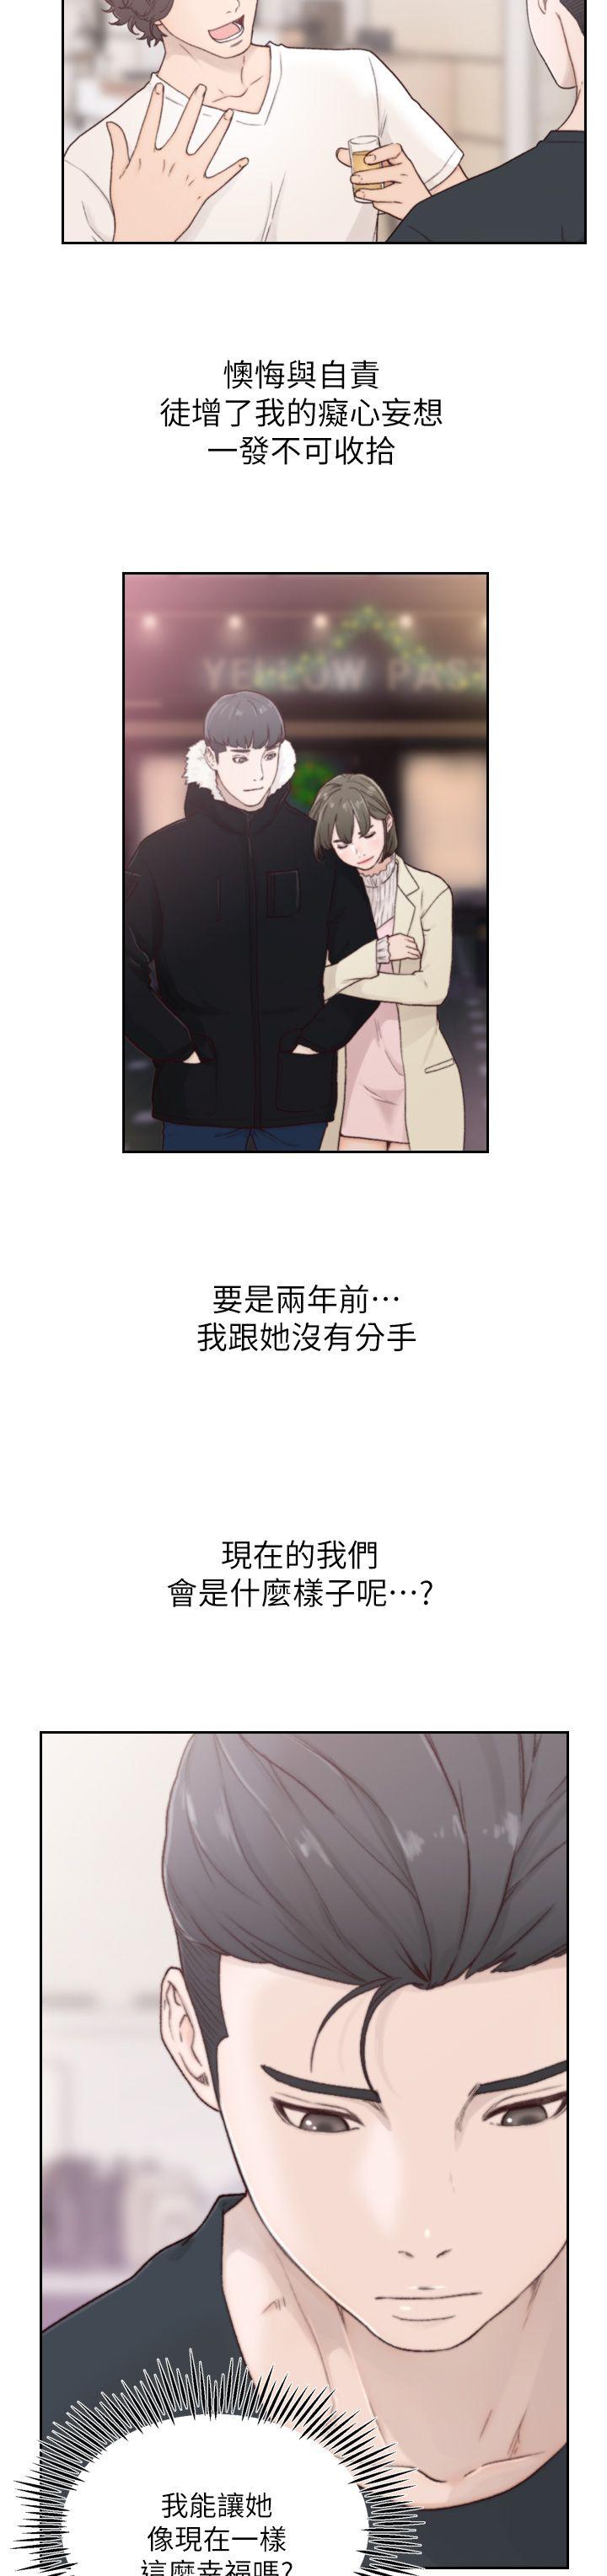 懊悔與自責
徒增了我的癡心妄想
一發不可收拾
YELLOW PAST
要是兩年前⋯
我跟她沒有分手
現在的我們
會是什麼樣子呢⋯?
我能讓她
像現在一樣
這麼幸福嗎?